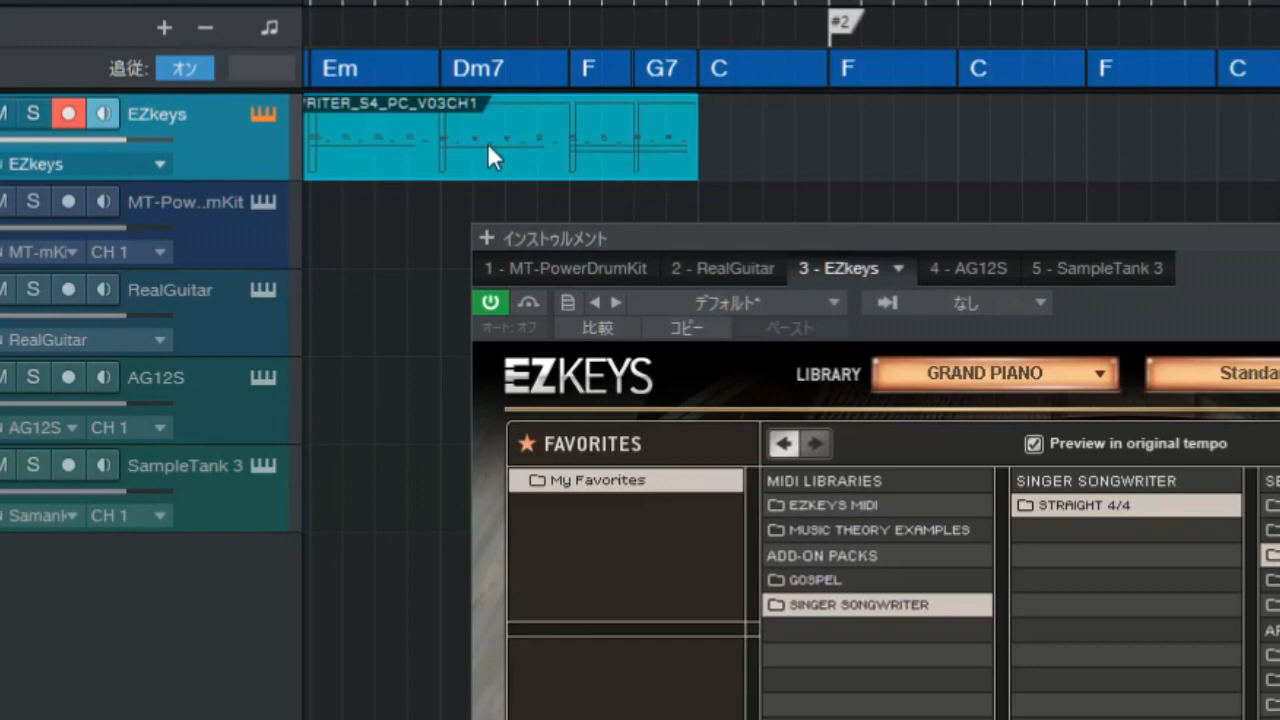 #2
追従: オン
Em Dm7 F G7 C F C F C
RITER_S4_PC_V03CH1
M S EZkeys
EZkeys
M S MT-Pow..mKit
MT-mKi CH 1
M S RealGuitar
RealGuitar
M S AG12S
AG12S CH 1
M S SampleTank 3
CH 1
インストゥルメント
1 - MT-PowerDrumKit 2 - RealGuitar 3 - EZkeys 4 - AG12S 5 - SampleTank 3
デフォルト* なし
オート: オフ 比較 コピー ペースト
EZKEYS LIBRARY GRAND PIANO Standa
FAVORITES Preview in original tempo
My Favorites MIDI LIBRARIES SINGER SONGWRITER SE
EZKEYS MIDI STRAIGHT 4/4
MUSIC THEORY EXAMPLES
ADD-ON PACKS
GOSPEL
SINGER SONGWRITER